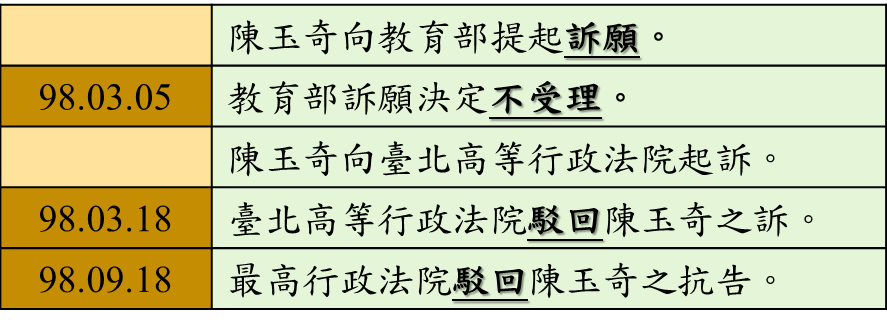 陳玉奇向教育部提起訴願。
98.03.05 教育部訴願決定不受理。
陳玉奇向臺北高等行政法院起訴。
98.03.18 臺北高等行政法院駁回陳玉奇之訴。
98.09.18 最高行政法院駁回陳玉奇之抗告。